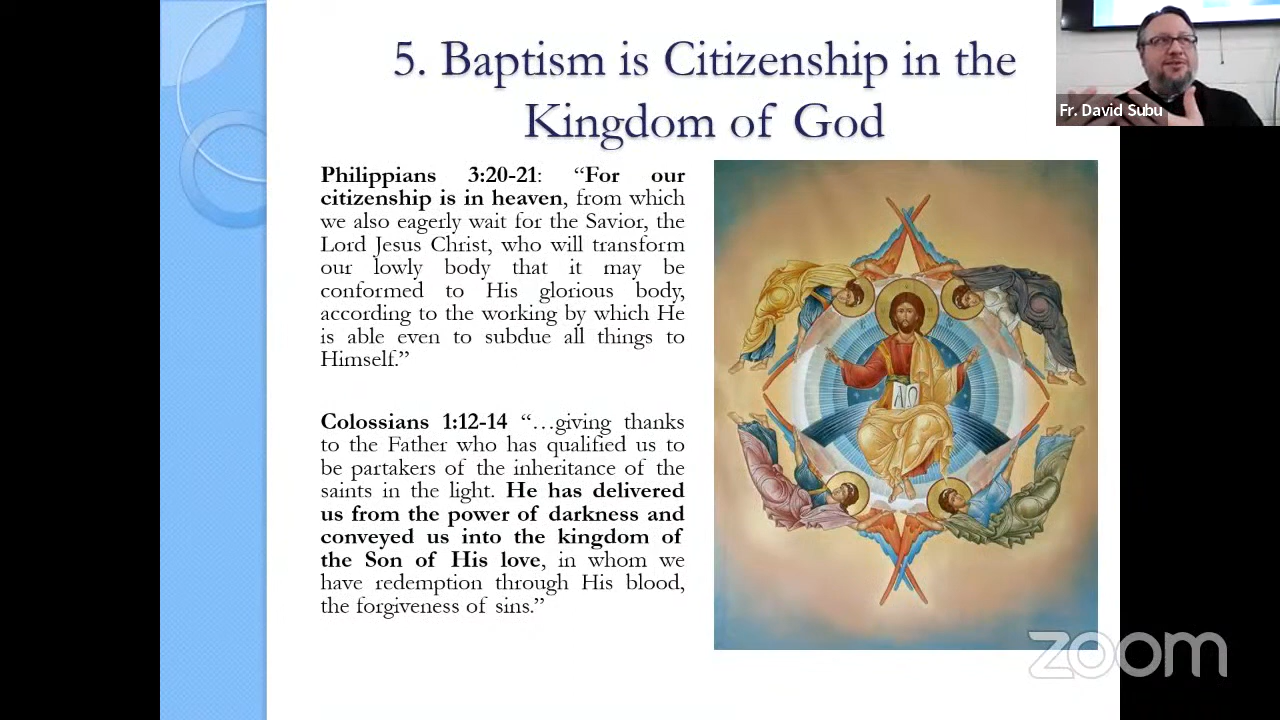 5. Baptism is Citizenship in the
Kingdom of God
Fr. David Subu
Philippians 3:20-21: “For our
citizenship is in heaven, from which
we also eagerly wait for the Savior, the
Lord Jesus Christ, who will transform
our lowly body that it may be
conformed to His glorious body,
according to the working by which He
is able even to subdue all things to
Himself.”
Colossians 1:12-14 “…giving thanks
to the Father who has qualified us to
be partakers of the inheritance of the
saints in the light. He has delivered
us from the power of darkness and
conveyed us into the kingdom of
the Son of His love, in whom we
have redemption through His blood,
the forgiveness of sins.”
zoom